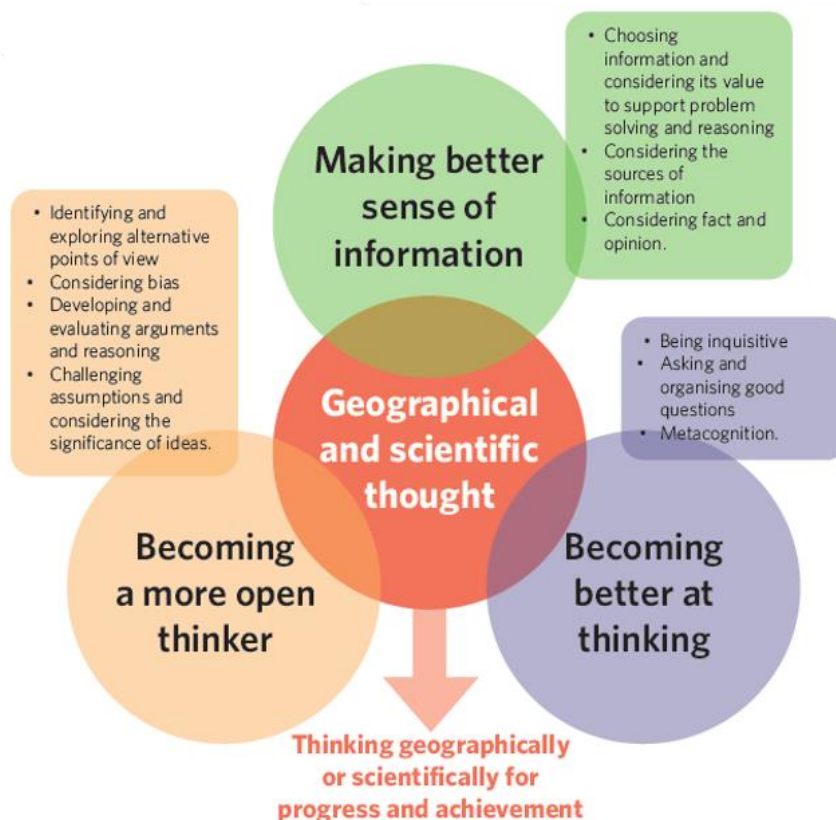 • Choosing
information and
considering its value
to support problem
solving and reasoning
• Considering the
sources of
information
• Considering fact and
opinion.
Making better
sense of
information
• Identifying and
exploring alternative
points of view
• Considering bias
• Developing and
evaluating arguments
and reasoning
• Challenging
assumptions and
considering the
significance of ideas.
• Being inquisitive
• Asking and
organising good
questions
• Metacognition.
Geographical
and scientific
thought
Becoming
a more open
thinker
Becoming
better at
thinking
Thinking geographically
or scientifically for
progress and achievement